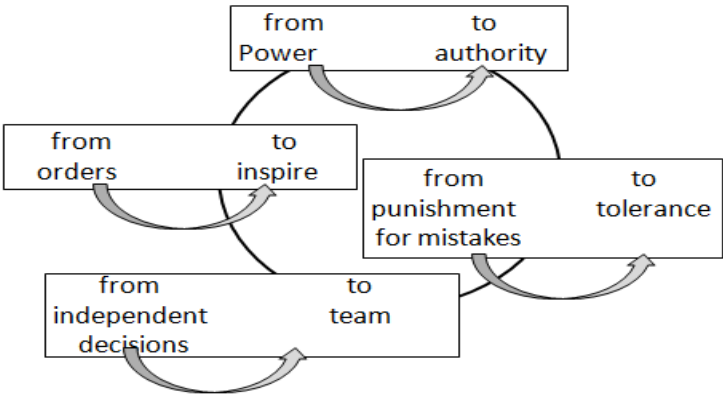 from to
Power authority
from to
orders inspire
from to
punishment tolerance
for mistakes
from to
independent team
decisions